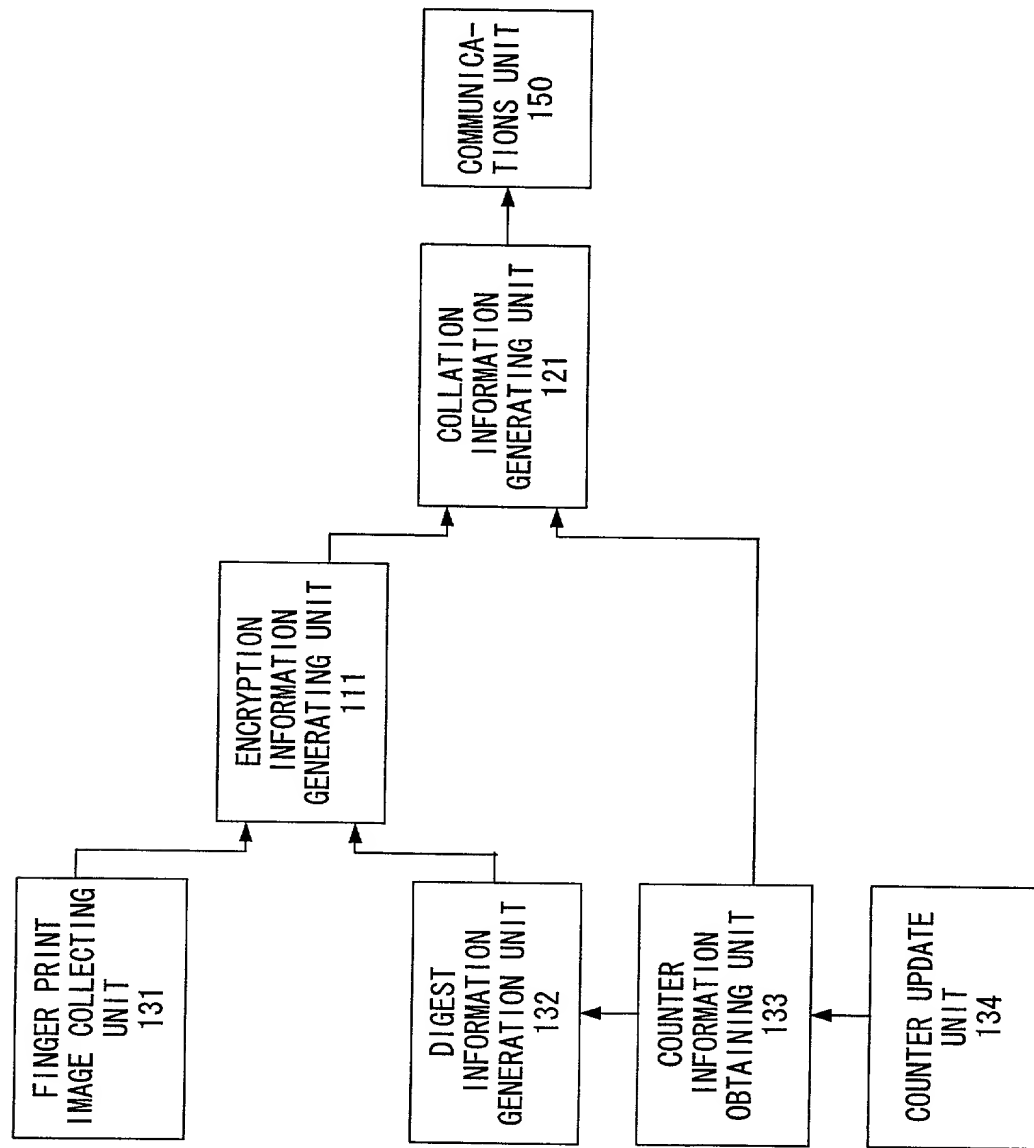 FINGER PRINT
IMAGE COLLECTING
UNIT
131
DIGEST
INFORMATION
GENERATION UNIT
132
COUNTER
INFORMATION
OBTAINING UNIT
133
COUNTER UPDATE
UNIT
134
ENCRYPTION
INFORMATION
GENERATING UNIT
111
COLLATION
INFORMATION
GENERATING UNIT
121
COMMUNICA-
TIONS UNIT
150